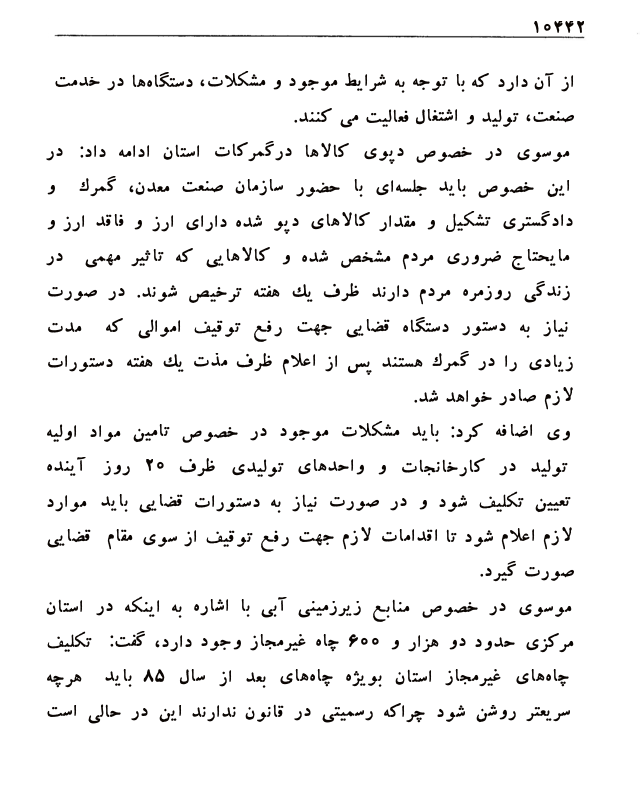 ۱۰۴۴۲
از آن دارد که با توجه به شرایط موجود و مشکلات، دستگاه‌ها در خدمت
صنعت، تولید و اشتغال فعالیت می کنند.
موسوی در خصوص دپوی کالاها درگمرکات استان ادامه داد: در
این خصوص باید جلسه‌ای با حضور سازمان صنعت معدن، گمرك و
دادگستری تشکیل و مقدار کالاهای دپو شده دارای ارز و فاقد ارز و
مایحتاج ضروری مردم مشخص شده و کالاهایی که تاثیر مهمی در
زندگی روزمره مردم دارند ظرف یك هفته ترخیص شوند. در صورت
نیاز به دستور دستگاه قضایی جهت رفع توقیف اموالی که مدت
زیادی را در گمرك هستند پس از اعلام ظرف مذت یك هفته دستورات
لازم صادر خواهد شد.
وی اضافه کرد: باید مشکلات موجود در خصوص تامین مواد اولیه
تولید در کارخانجات و واحدهای تولیدی ظرف ۲۰ روز آینده
تعیین تکلیف شود و در صورت نیاز به دستورات قضایی باید موارد
لازم اعلام شود تا اقدامات لازم جهت رفع توقیف از سوی مقام قضایی
صورت گیرد.
موسوی در خصوص منابع زیرزمینی آبی با اشاره به اینکه در استان
مرکزی حدود دو هزار و ۶۰۰ چاه غیرمجاز وجود دارد، گفت: تکلیف
چاه‌های غیرمجاز استان بویژه چاه‌های بعد از سال ۸۵ باید هرچه
سریعتر روشن شود چراکه رسمیتی در قانون ندارند این در حالی است